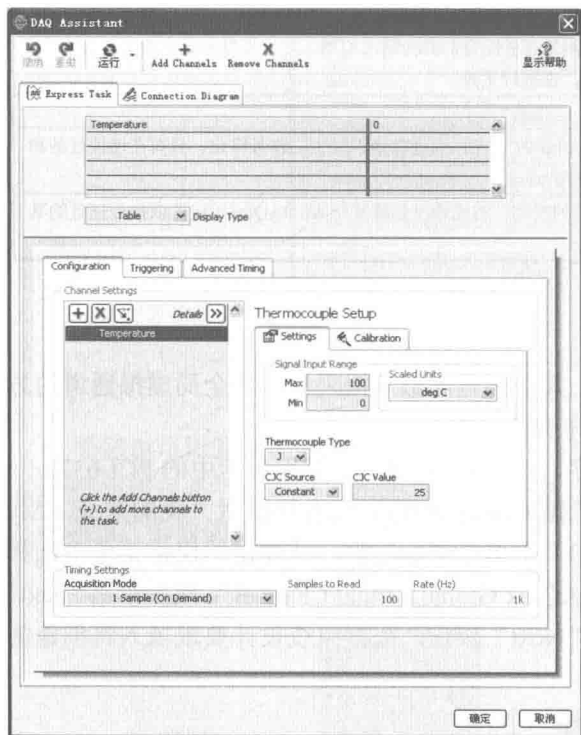 DAQ Assistant
撤消 重做 运行 Add Channels Remove Channels 显示帮助
Express Task Connection Diagram
Temperature 0
Table Display Type
Configuration Triggering Advanced Timing
Channel Settings
Details
Temperature
Click the Add Channels button
(+) to add more channels to
the task.
Thermocouple Setup
Settings Calibration
Signal Input Range
Max 100
Min 0
Scaled Units
deg C
Thermocouple Type
J
CJC Source CJC Value
Constant 25
Timing Settings
Acquisition Mode Samples to Read Rate (Hz)
1 Sample (On Demand) 100 1k
确定 取消